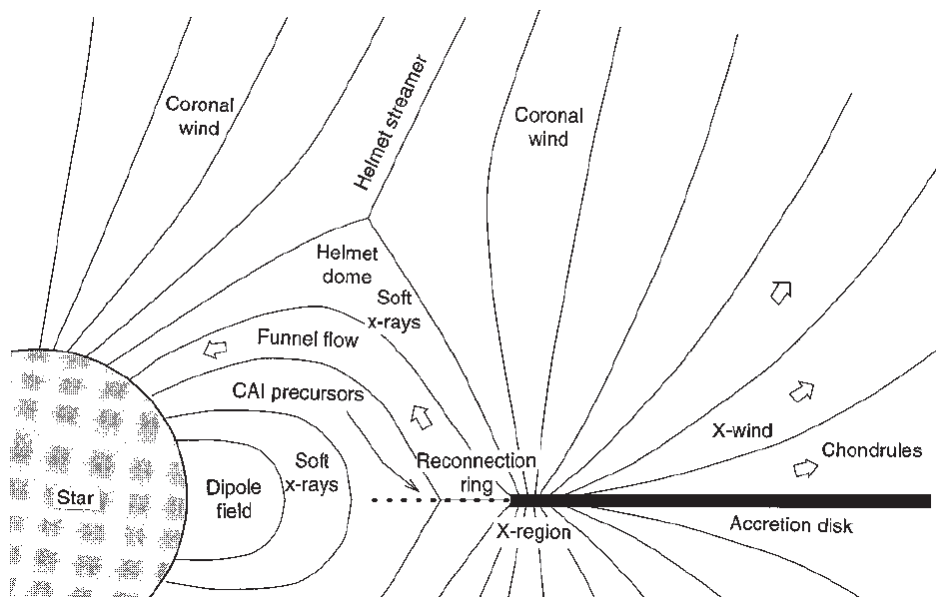 Coronal
wind
Helmet streamer
Coronal
wind
Helmet
dome
Soft
x-rays
Funnel flow
CAI precursors
X-wind
Chondrules
Reconnection
ring
Soft
x-rays
Dipole
field
Star
X-region
Accretion disk